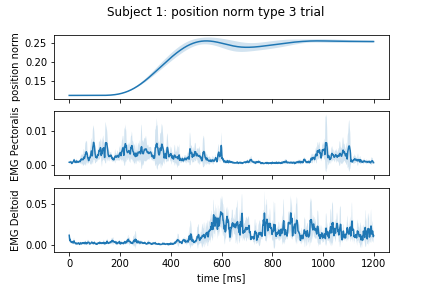 Subject 1: position norm type 3 trial
position norm
0.25
0.20
0.15
EMG Pectoralis
0.01
0.00
EMG Deltoid
0.05
0.00
0 200 400 600 800 1000 1200
time [ms]